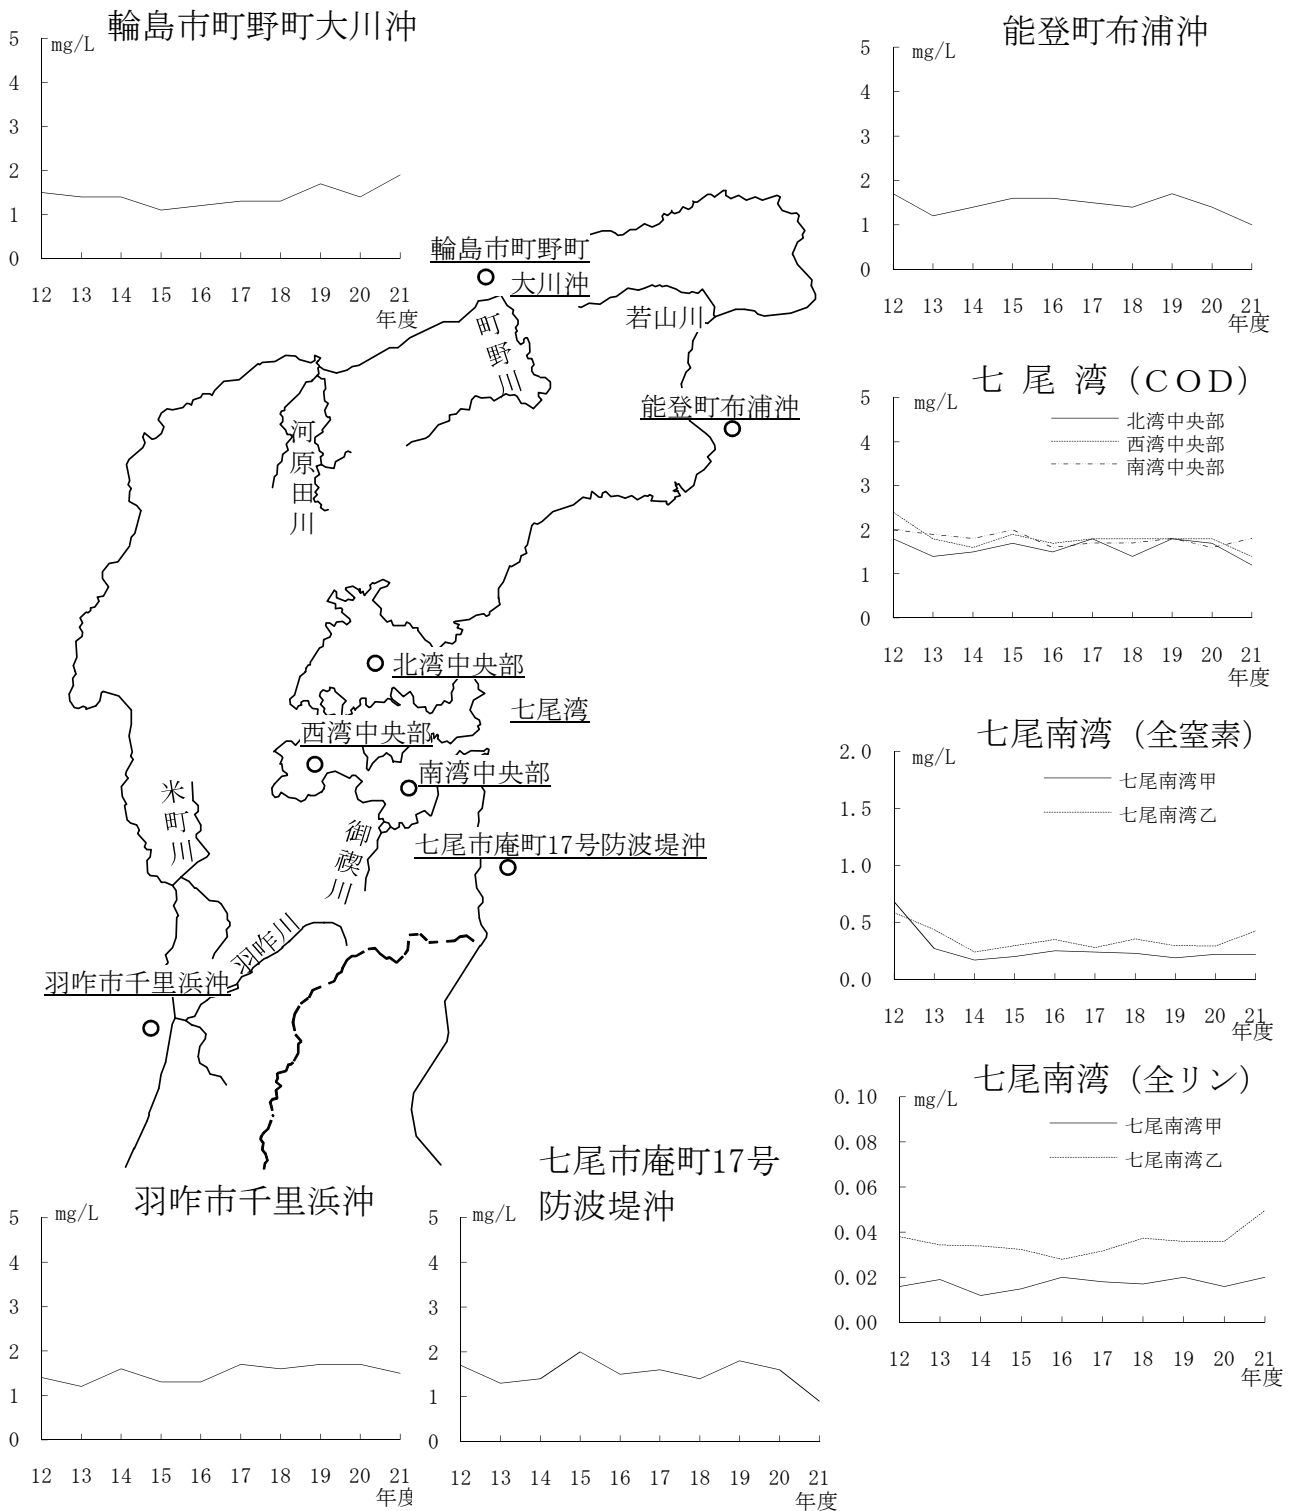 輪島市町野町大川沖
mg/L
5
4
3
2
1
0
12 13 14 15 16 17 18 19 20 21
年度
能登町布浦沖
mg/L
5
4
3
2
1
0
12 13 14 15 16 17 18 19 20 21
年度
輪島市町野町
大川沖
町野川
若山川
能登町布浦沖
河原田川
北湾中央部
七尾湾
西湾中央部
南湾中央部
米町川
御禊川
七尾市庵町17号防波堤沖
羽咋川
羽咋市千里浜沖
七尾湾（ＣＯＤ）
mg/L
北湾中央部
西湾中央部
南湾中央部
5
4
3
2
1
0
12 13 14 15 16 17 18 19 20 21
年度
七尾南湾（全窒素）
mg/L
七尾南湾甲
七尾南湾乙
2.0
1.5
1.0
0.5
0.0
12 13 14 15 16 17 18 19 20 21
年度
七尾南湾（全リン）
mg/L
七尾南湾甲
七尾南湾乙
0.10
0.08
0.06
0.04
0.02
0.00
12 13 14 15 16 17 18 19 20 21
年度
羽咋市千里浜沖
mg/L
5
4
3
2
1
0
12 13 14 15 16 17 18 19 20 21
年度
七尾市庵町17号
防波堤沖
mg/L
5
4
3
2
1
0
12 13 14 15 16 17 18 19 20 21
年度